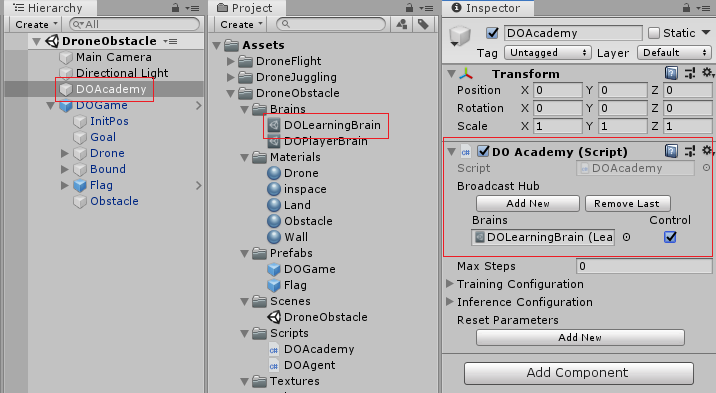 Hierarchy
Create All
DroneObstacle
Main Camera
Directional Light
DOAcademy
DOGame
InitPos
Goal
Drone
Bound
Flag
Obstacle
Project
Create
Assets
DroneFlight
DroneJuggling
DroneObstacle
Brains
DOLearningBrain
DOPlayerBrain
Materials
Drone
inspace
Land
Obstacle
Wall
Prefabs
DOGame
Flag
Scenes
DroneObstacle
Scripts
DOAcademy
DOAgent
Textures
Inspector
DOAcademy Static
Tag Untagged Layer Default
Transform
Position X 0 Y 0 Z 0
Rotation X 0 Y 0 Z 0
Scale X 1 Y 1 Z 1
DO Academy (Script)
Script DOAcademy
Broadcast Hub
Add New Remove Last
Brains Control
DOLearningBrain (Lea
Max Steps 0
Training Configuration
Inference Configuration
Reset Parameters
Add New
Add Component